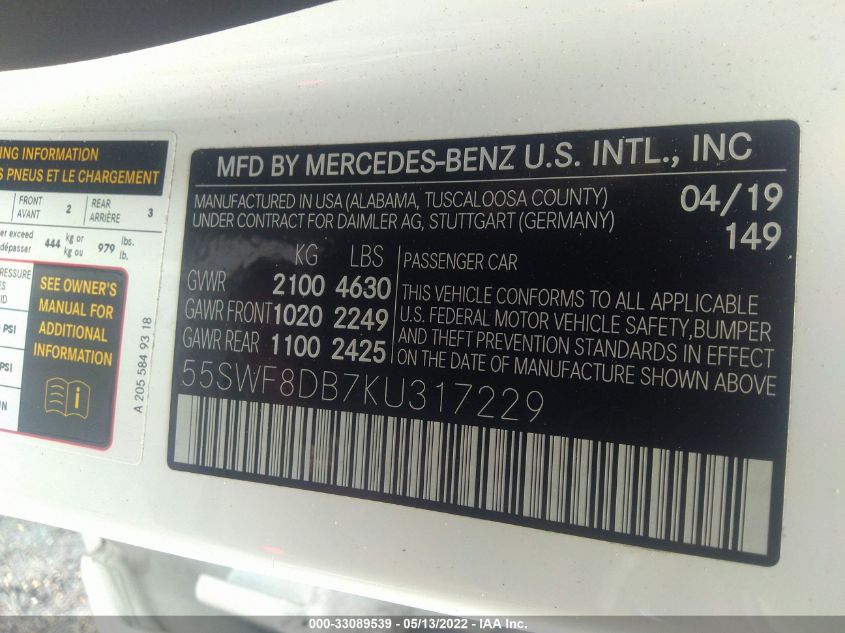 ING INFORMATION
S PNEUS ET LE CHARGEMENT
FRONT AVANT 2 REAR ARRIÈRE 3
er exceed dépasser 444 kg or kg ou 979 lbs. lb.
RESSURE
ES
ID
PSI
PSI
UN
SEE OWNER'S
MANUAL FOR
ADDITIONAL
INFORMATION
A 205 584 93 18
MFD BY MERCEDES-BENZ U.S. INTL., INC
MANUFACTURED IN USA (ALABAMA, TUSCALOOSA COUNTY) 04/19
UNDER CONTRACT FOR DAIMLER AG, STUTTGART (GERMANY) 149
KG LBS
GVWR 2100 4630
GAWR FRONT 1020 2249
GAWR REAR 1100 2425
PASSENGER CAR
THIS VEHICLE CONFORMS TO ALL APPLICABLE
U.S. FEDERAL MOTOR VEHICLE SAFETY,BUMPER
AND THEFT PREVENTION STANDARDS IN EFFECT
ON THE DATE OF MANUFACTURE SHOWN ABOVE
55SWF8DB7KU317229
000-33089539 - 05/13/2022 - IAA Inc.